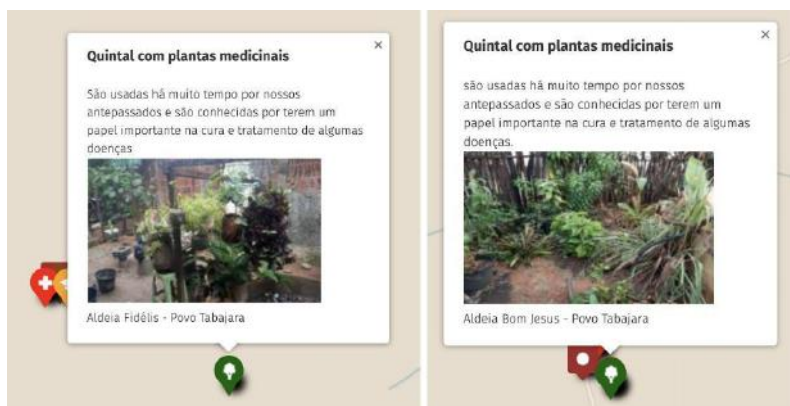 Quintal com plantas medicinais
São usadas há muito tempo por nossos
antepassados e são conhecidas por terem um
papel importante na cura e tratamento de algumas
doenças
Aldeia Fidélis - Povo Tabajara
Quintal com plantas medicinais
são usadas há muito tempo por nossos
antepassados e são conhecidas por terem um
papel importante na cura e tratamento de algumas
doenças.
Aldeia Bom Jesus - Povo Tabajara